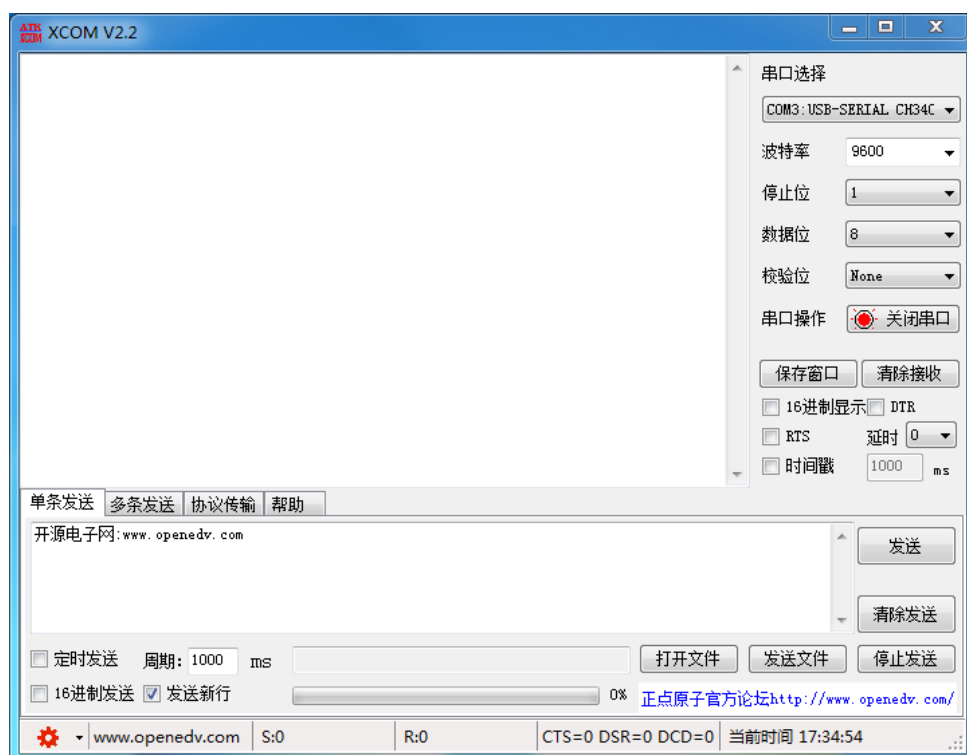 ATK XCOM XCOM V2.2
串口选择
COM3:USB-SERIAL CH34
波特率 9600
停止位 1
数据位 8
校验位 None
串口操作 关闭串口
保存窗口 清除接收
16进制显示 DTR
RTS 延时 0
时间戳 1000 ms
单条发送 多条发送 协议传输 帮助
开源电子网:www.openedv.com
发送
清除发送
定时发送 周期: 1000 ms 打开文件 发送文件 停止发送
16进制发送 发送新行 0% 正点原子官方论坛http://www.openedv.com/
www.openedv.com S:0 R:0 CTS=0 DSR=0 DCD=0 当前时间 17:34:54